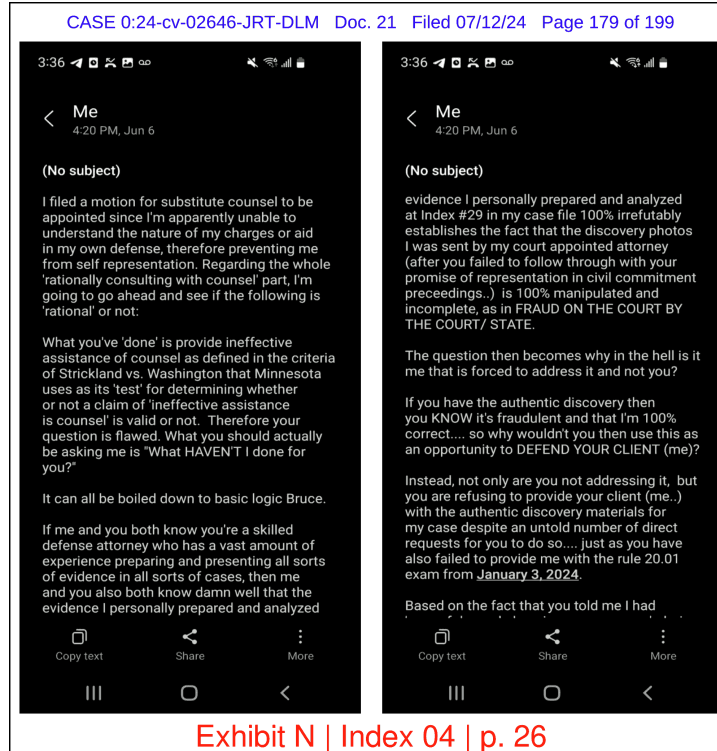 CASE 0:24-cv-02646-JRT-DLM Doc. 21 Filed 07/12/24 Page 179 of 199
3:36
Me
4:20 PM, Jun 6
(No subject)
I filed a motion for substitute counsel to be
appointed since I'm apparently unable to
understand the nature of my charges or aid
in my own defense, therefore preventing me
from self representation. Regarding the whole
'rationally consulting with counsel' part, I'm
going to go ahead and see if the following is
'rational' or not:
What you've 'done' is provide ineffective
assistance of counsel as defined in the criteria
of Strickland vs. Washington that Minnesota
uses as its 'test' for determining whether
or not a claim of 'ineffective assistance
is counsel' is valid or not. Therefore your
question is flawed. What you should actually
be asking me is "What HAVEN'T I done for
you?"
It can all be boiled down to basic logic Bruce.
If me and you both know you're a skilled
defense attorney who has a vast amount of
experience preparing and presenting all sorts
of evidence in all sorts of cases, then me
and you also both know damn well that the
evidence I personally prepared and analyzed
Copy text
Share
More
3:36
Me
4:20 PM, Jun 6
(No subject)
evidence I personally prepared and analyzed
at Index #29 in my case file 100% irrefutably
establishes the fact that the discovery photos
I was sent by my court appointed attorney
(after you failed to follow through with your
promise of representation in civil commitment
preceedings..) is 100% manipulated and
incomplete, as in FRAUD ON THE COURT BY
THE COURT/ STATE.
The question then becomes why in the hell is it
me that is forced to address it and not you?
If you have the authentic discovery then
you KNOW it's fraudulent and that I'm 100%
correct.... so why wouldn't you then use this as
an opportunity to DEFEND YOUR CLIENT (me)?
Instead, not only are you not addressing it, but
you are refusing to provide your client (me..)
with the authentic discovery materials for
my case despite an untold number of direct
requests for you to do so.... just as you have
also failed to provide me with the rule 20.01
exam from January 3, 2024.
Based on the fact that you told me I had
Copy text
Share
More
Exhibit N | Index 04 | p. 26